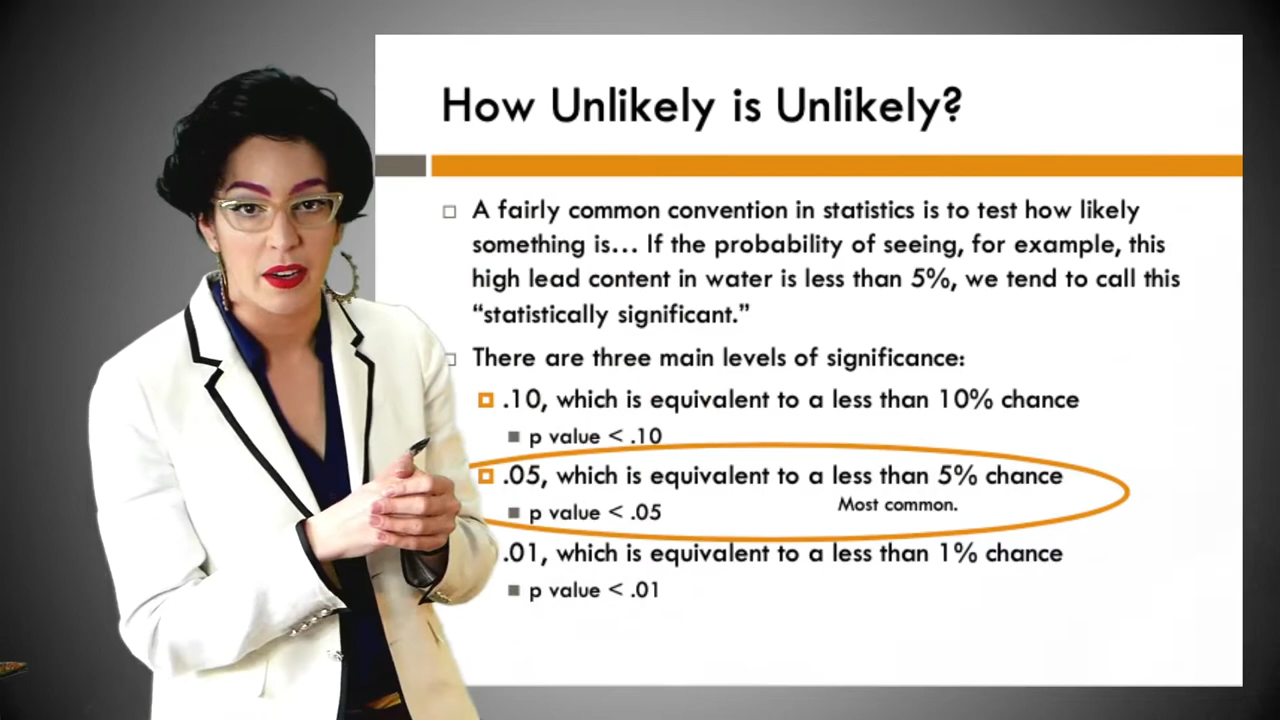 How Unlikely is Unlikely?
A fairly common convention in statistics is to test how likely
something is... If the probability of seeing, for example, this
high lead content in water is less than 5%, we tend to call this
“statistically significant.”
There are three main levels of significance:
.10, which is equivalent to a less than 10% chance
p value < .10
.05, which is equivalent to a less than 5% chance
Most common.
p value < .05
.01, which is equivalent to a less than 1% chance
p value < .01